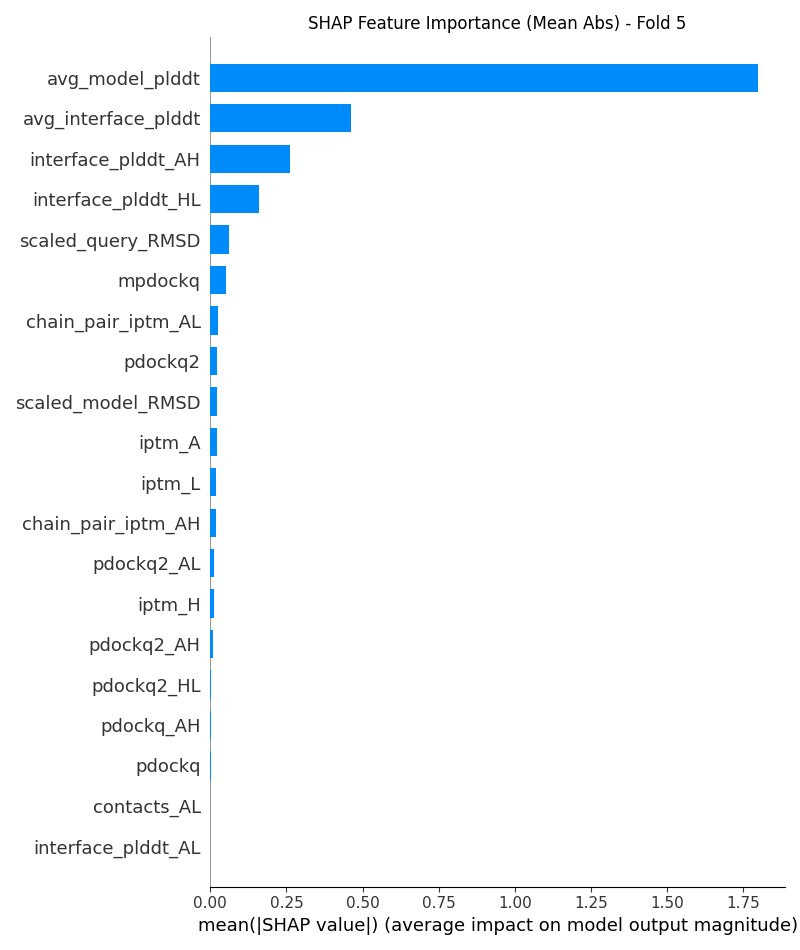 SHAP Feature Importance (Mean Abs) - Fold 5
avg_model_plddt
avg_interface_plddt
interface_plddt_AH
interface_plddt_HL
scaled_query_RMSD
mpdockq
chain_pair_iptm_AL
pdockq2
scaled_model_RMSD
iptm_A
iptm_L
chain_pair_iptm_AH
pdockq2_AL
iptm_H
pdockq2_AH
pdockq2_HL
pdockq_AH
pdockq
contacts_AL
interface_plddt_AL
0.00 0.25 0.50 0.75 1.00 1.25 1.50 1.75
mean(|SHAP value|) (average impact on model output magnitude)